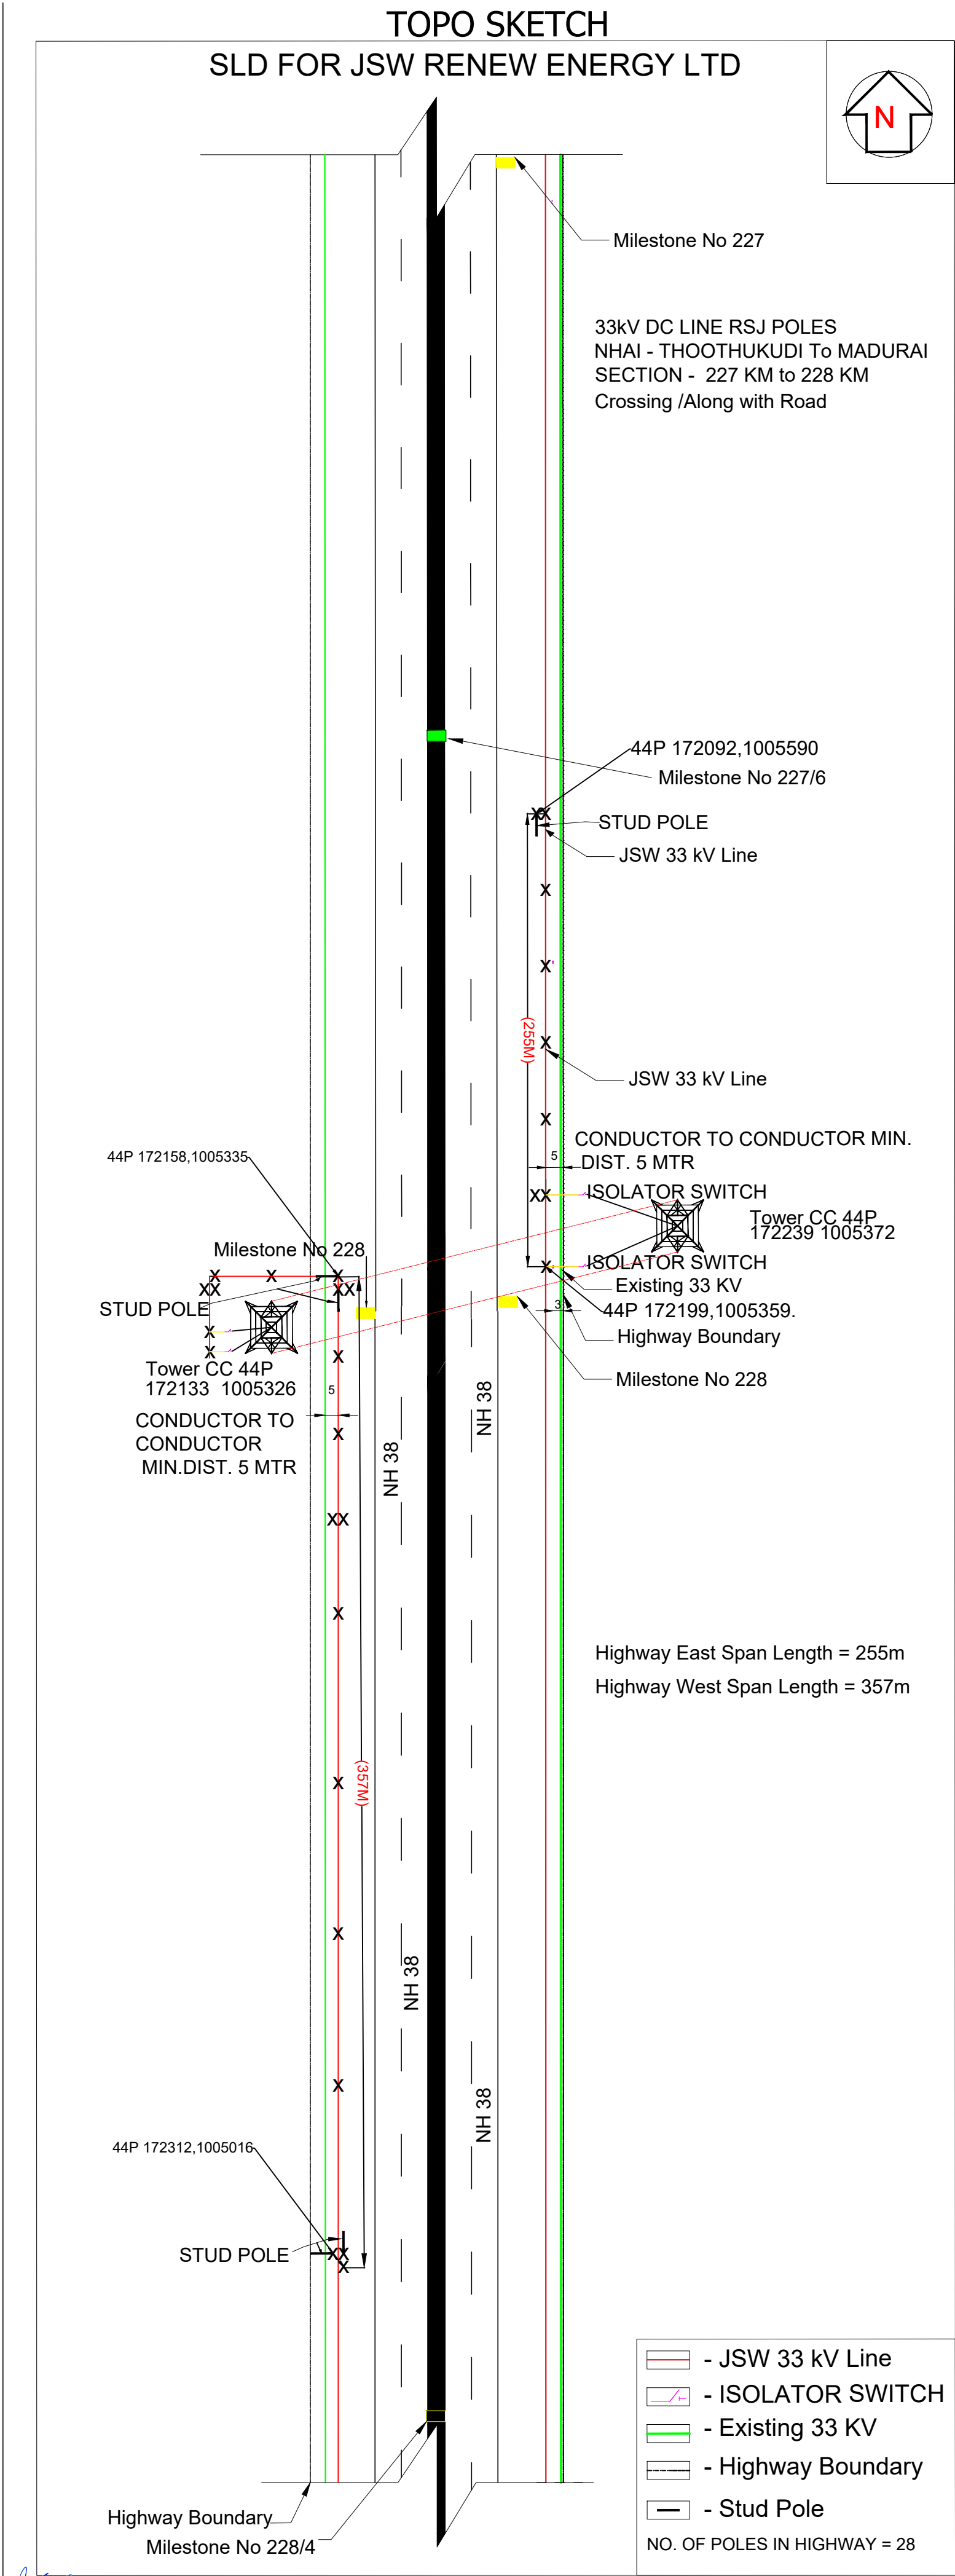 TOPO SKETCH
SLD FOR JSW RENEW ENERGY LTD
N
Milestone No 227
33kV DC LINE RSJ POLES
NHAI - THOOTHUKUDI To MADURAI
SECTION - 227 KM to 228 KM
Crossing /Along with Road
44P 172092,1005590
Milestone No 227/6
XX
STUD POLE
JSW 33 kV Line
X
X
(255M)
X
JSW 33 kV Line
X
CONDUCTOR TO CONDUCTOR MIN.
DIST. 5 MTR
5
44P 172158,1005335
XX
ISOLATOR SWITCH
Tower CC 44P
172239 1005372
Milestone No 228
X
ISOLATOR SWITCH
X X X
Existing 33 KV
XX XX
STUD POLE
44P 172199,1005359.
3
X
Highway Boundary
X
X
Tower CC 44P
172133 1005326
Milestone No 228
5
NH 38
CONDUCTOR TO
CONDUCTOR
MIN.DIST. 5 MTR
X
NH 38
XX
X
Highway East Span Length = 255m
Highway West Span Length = 357m
X
(357M)
X
NH 38
X
NH 38
44P 172312,1005016
STUD POLE
XX
X
- JSW 33 kV Line
- ISOLATOR SWITCH
- Existing 33 KV
- Highway Boundary
- Stud Pole
NO. OF POLES IN HIGHWAY = 28
Highway Boundary
Milestone No 228/4